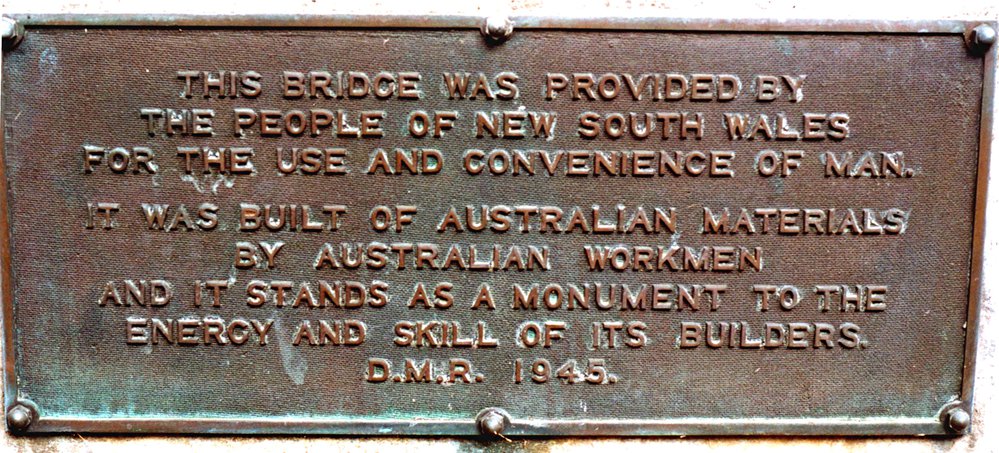 THIS BRIDGE WAS PROVIDED BY
THE PEOPLE OF NEW SOUTH WALES
FOR THE USE AND CONVENIENCE OF MAN.
IT WAS BUILT OF AUSTRALIAN MATERIALS
BY AUSTRALIAN WORKMEN
AND IT STANDS AS A MONUMENT TO THE
ENERGY AND SKILL OF ITS BUILDERS.
D.M.R. 1945.